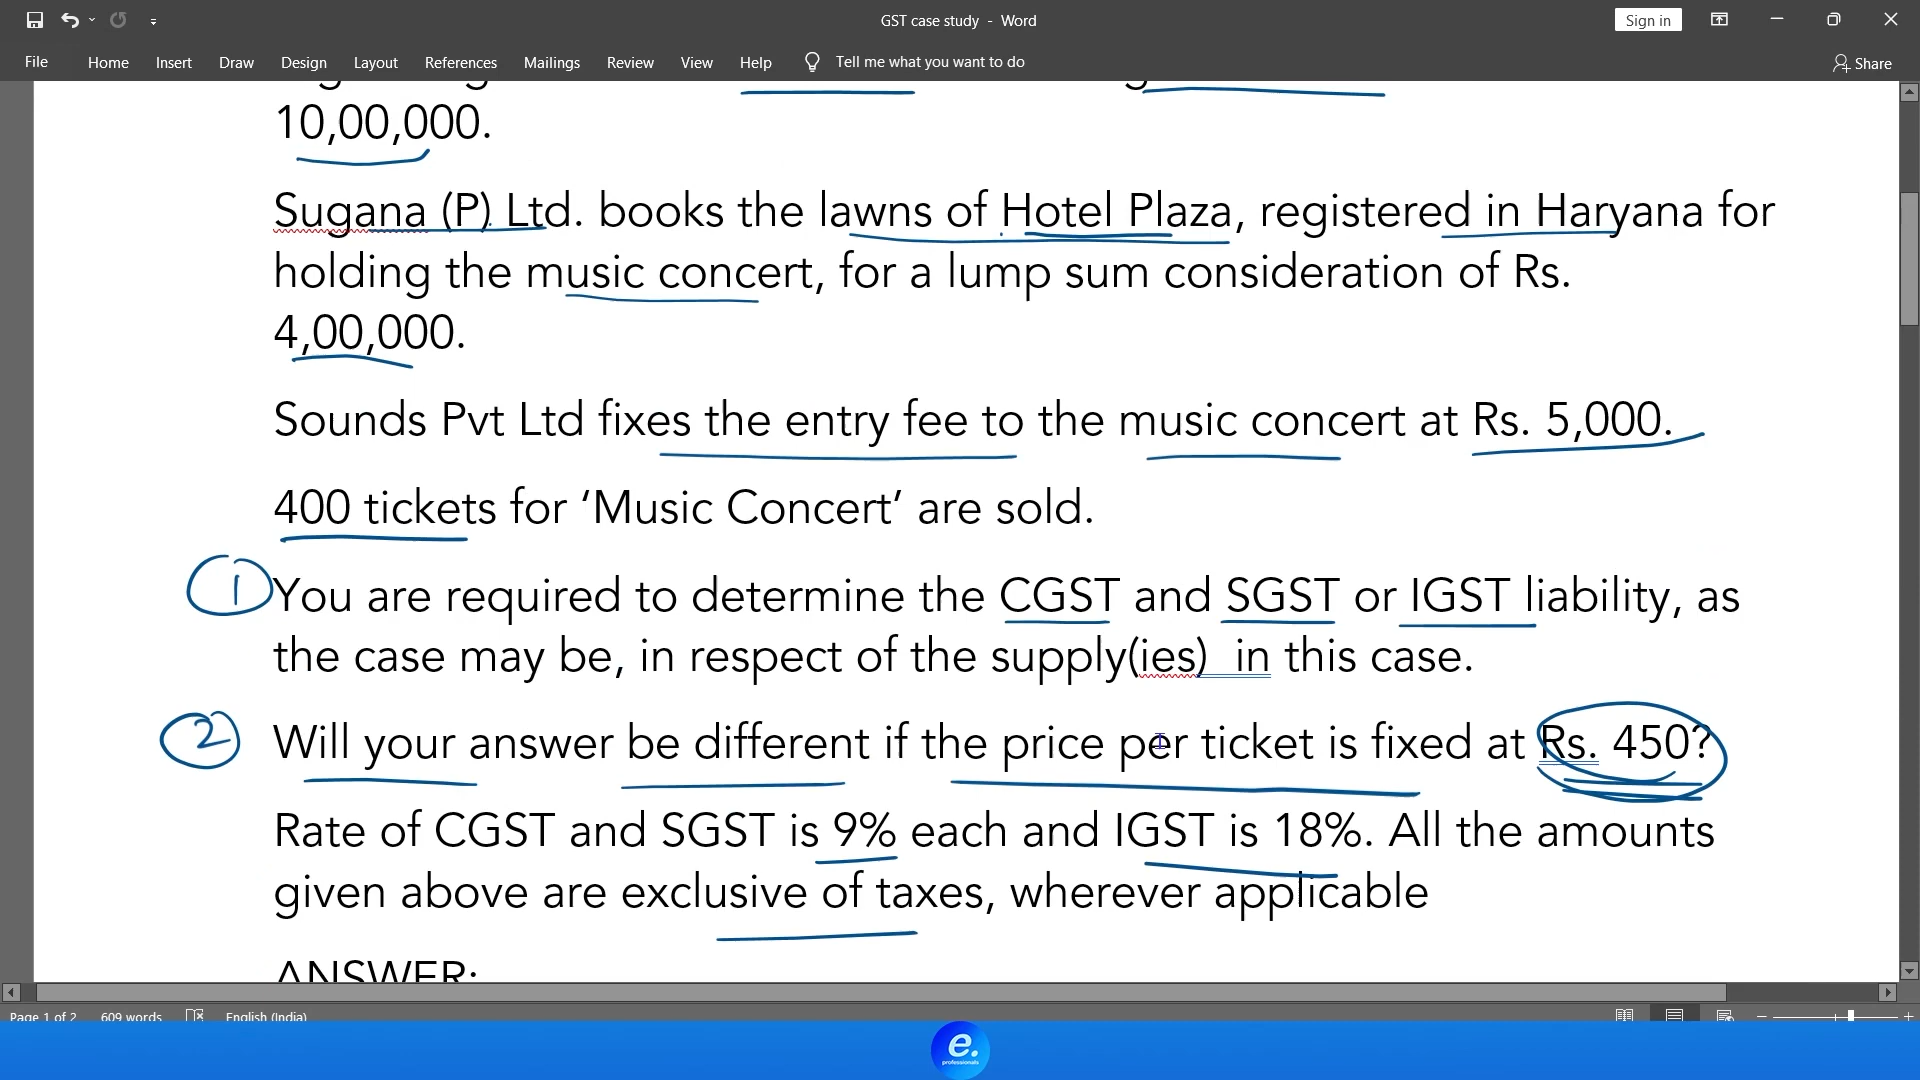 GST case study - Word
Sign in
File Home Insert Draw Design Layout References Mailings Review View Help Tell me what you want to do Share
10,00,000.
Sugana (P) Ltd. books the lawns of Hotel Plaza, registered in Haryana for
holding the music concert, for a lump sum consideration of Rs.
4,00,000.
Sounds Pvt Ltd fixes the entry fee to the music concert at Rs. 5,000.
400 tickets for ‘Music Concert’ are sold.
1 You are required to determine the CGST and SGST or IGST liability, as
the case may be, in respect of the supply(ies) in this case.
2 Will your answer be different if the price per ticket is fixed at Rs. 450?
Rate of CGST and SGST is 9% each and IGST is 18%. All the amounts
given above are exclusive of taxes, wherever applicable
ANSWER:
Page 1 of 2 609 words English (India)
e.
professionals